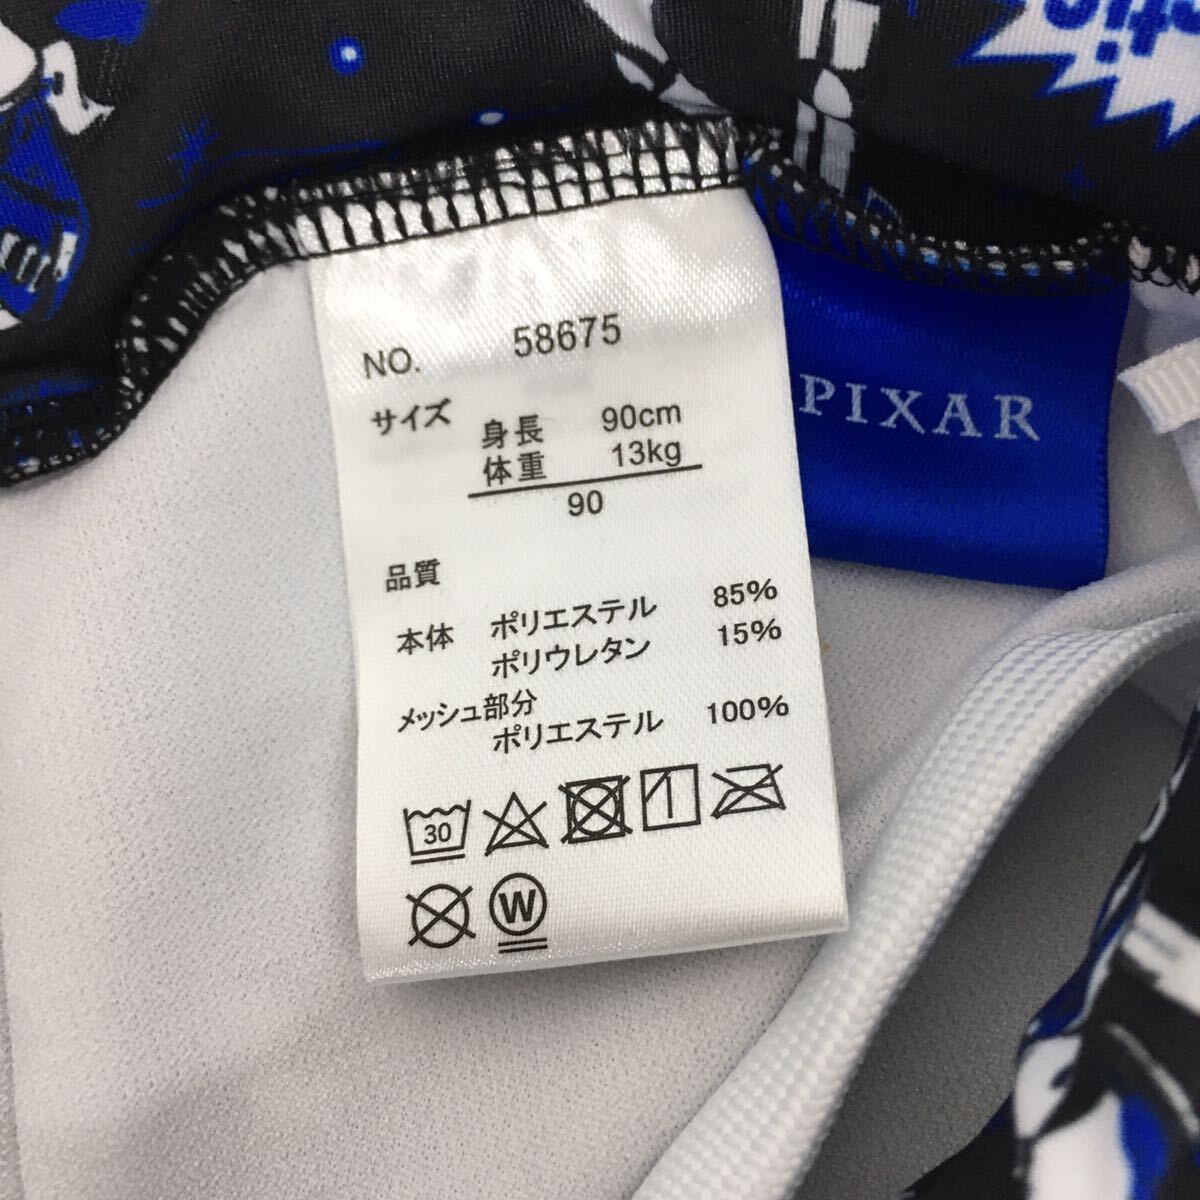 ctic
NO. 58675
サイズ 身長 90cm
体重 13kg
90
PIXAR
品質
本体 ポリエステル 85%
ポリウレタン 15%
メッシュ部分
ポリエステル 100%
30
W